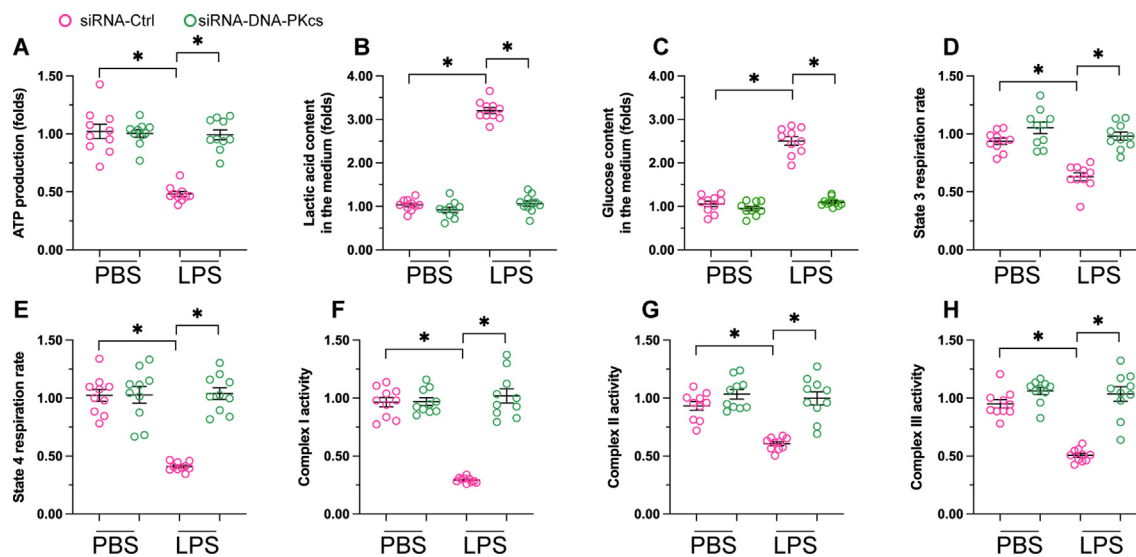 siRNA-Ctrl siRNA-DNA-PKcs
A
ATP production (folds)
1.50
1.00
0.50
0.00
*
*
PBS LPS
B
Lactic acid content
in the medium (folds)
4.00
3.00
2.00
1.00
0.00
*
*
PBS LPS
C
Glucose content
in the medium (folds)
4.00
3.00
2.00
1.00
0.00
*
*
PBS LPS
D
State 3 respiration rate
1.50
1.00
0.50
0.00
*
*
PBS LPS
E
State 4 respiration rate
1.50
1.00
0.50
0.00
*
*
PBS LPS
F
Complex I activity
1.50
1.00
0.50
0.00
*
*
PBS LPS
G
Complex II activity
1.50
1.00
0.50
0.00
*
*
PBS LPS
H
Complex III activity
1.50
1.00
0.50
0.00
*
*
PBS LPS